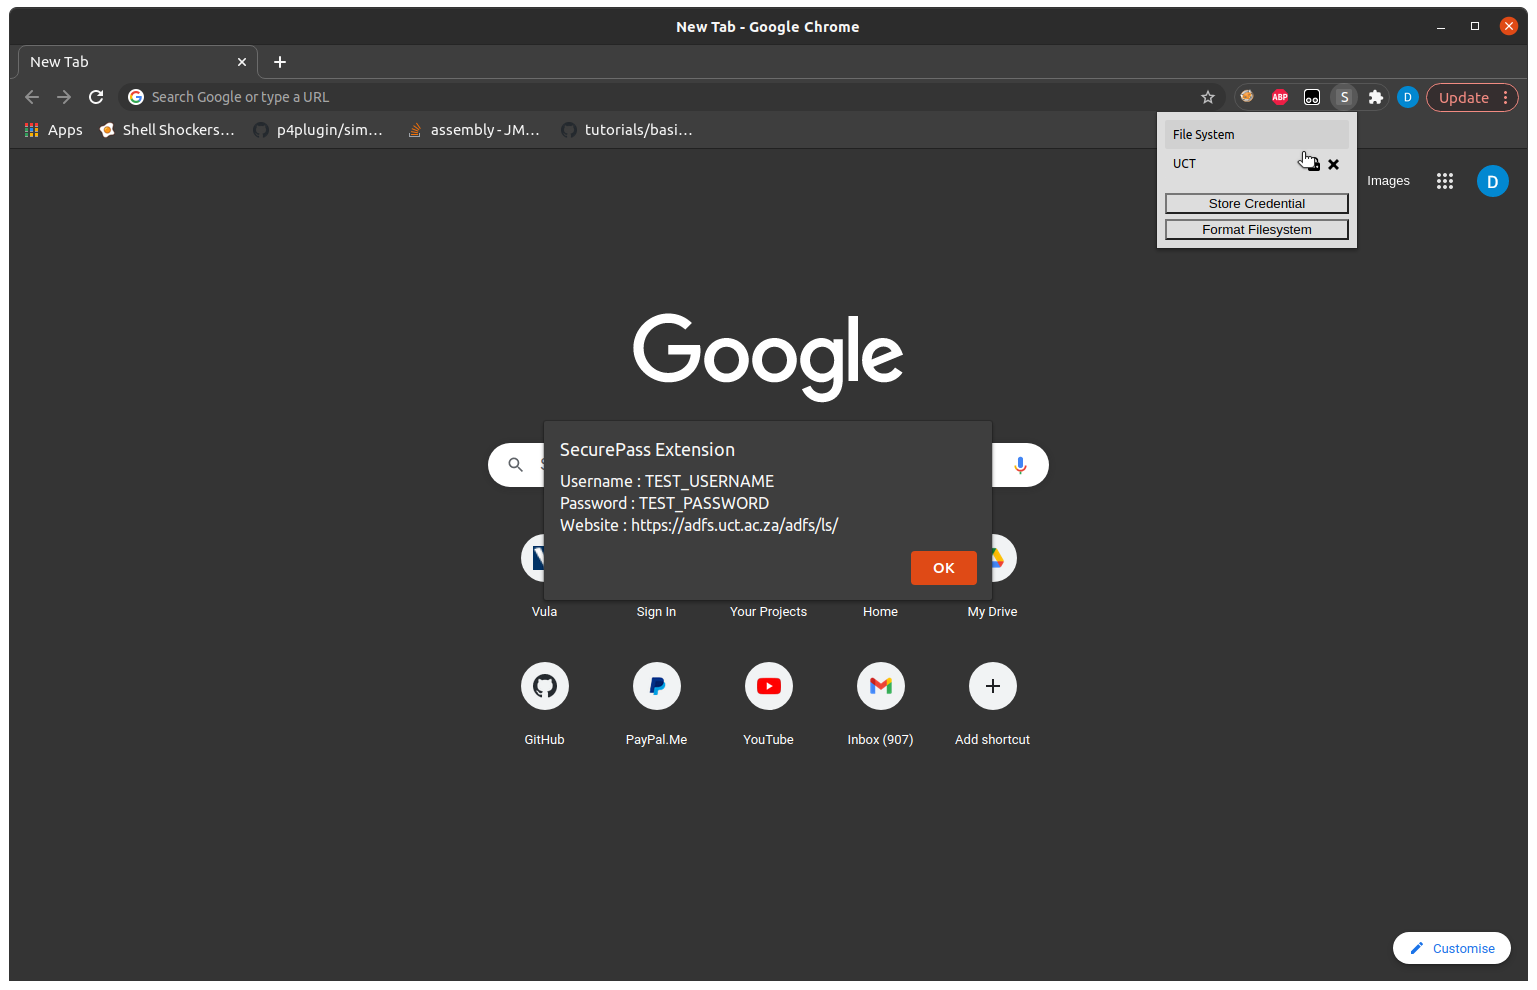 New Tab - Google Chrome
New Tab
Search Google or type a URL
ABP
S
D
Update
Apps
Shell Shockers...
p4plugin/sim...
assembly - JM...
tutorials/basi...
File System
UCT
Store Credential
Format Filesystem
Images
D
Google
SecurePass Extension
Username : TEST_USERNAME
Password : TEST_PASSWORD
Website : https://adfs.uct.ac.za/adfs/ls/
OK
Vula
Sign In
Your Projects
Home
My Drive
GitHub
PayPal.Me
YouTube
Inbox (907)
Add shortcut
Customise